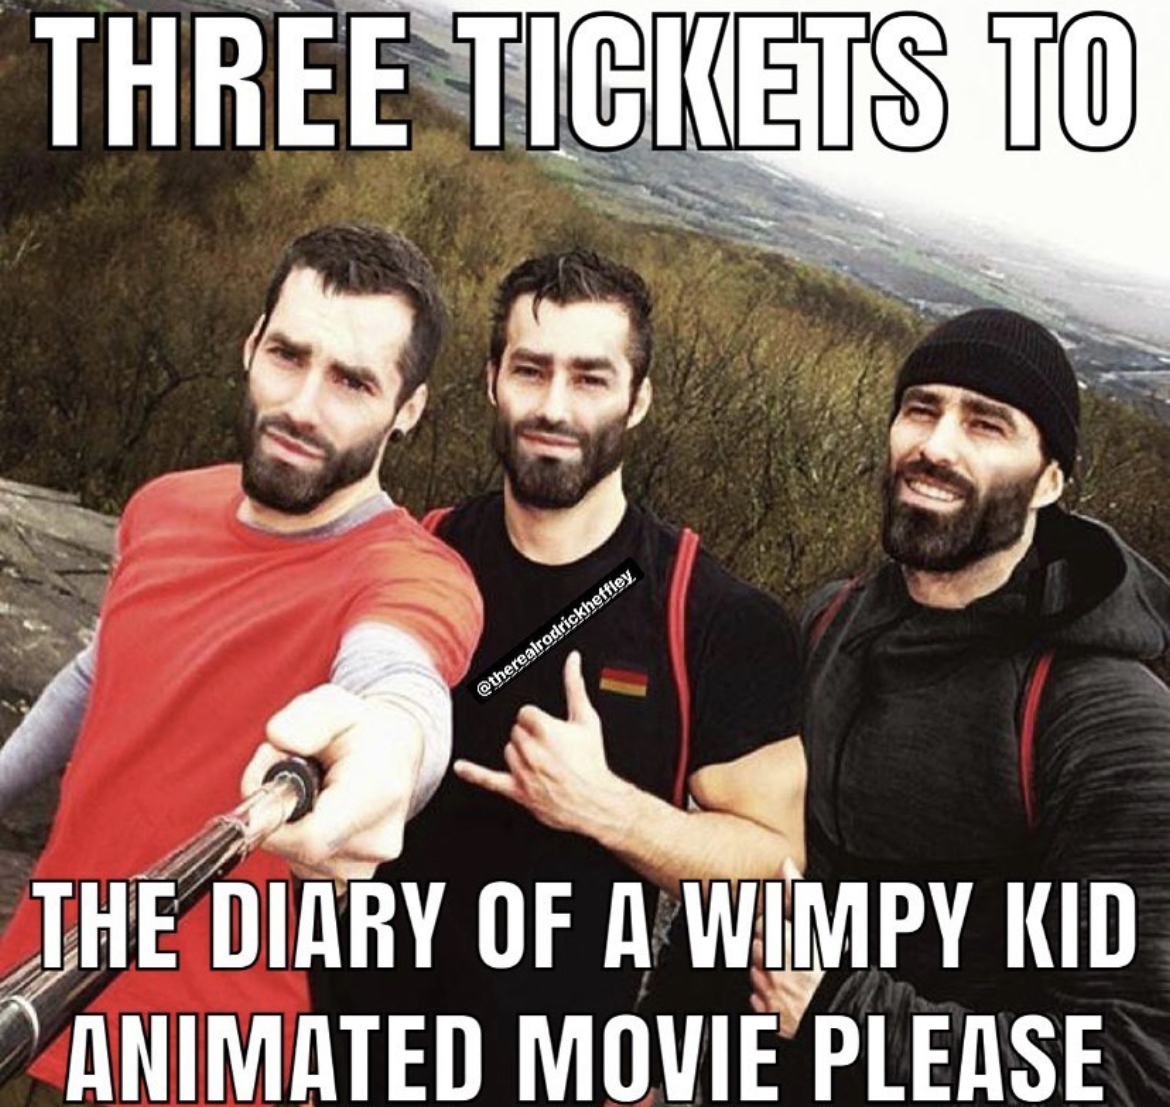 THREE TICKETS TO
@therealrodrickheffley
THE DIARY OF A WIMPY KID
ANIMATED MOVIE PLEASE